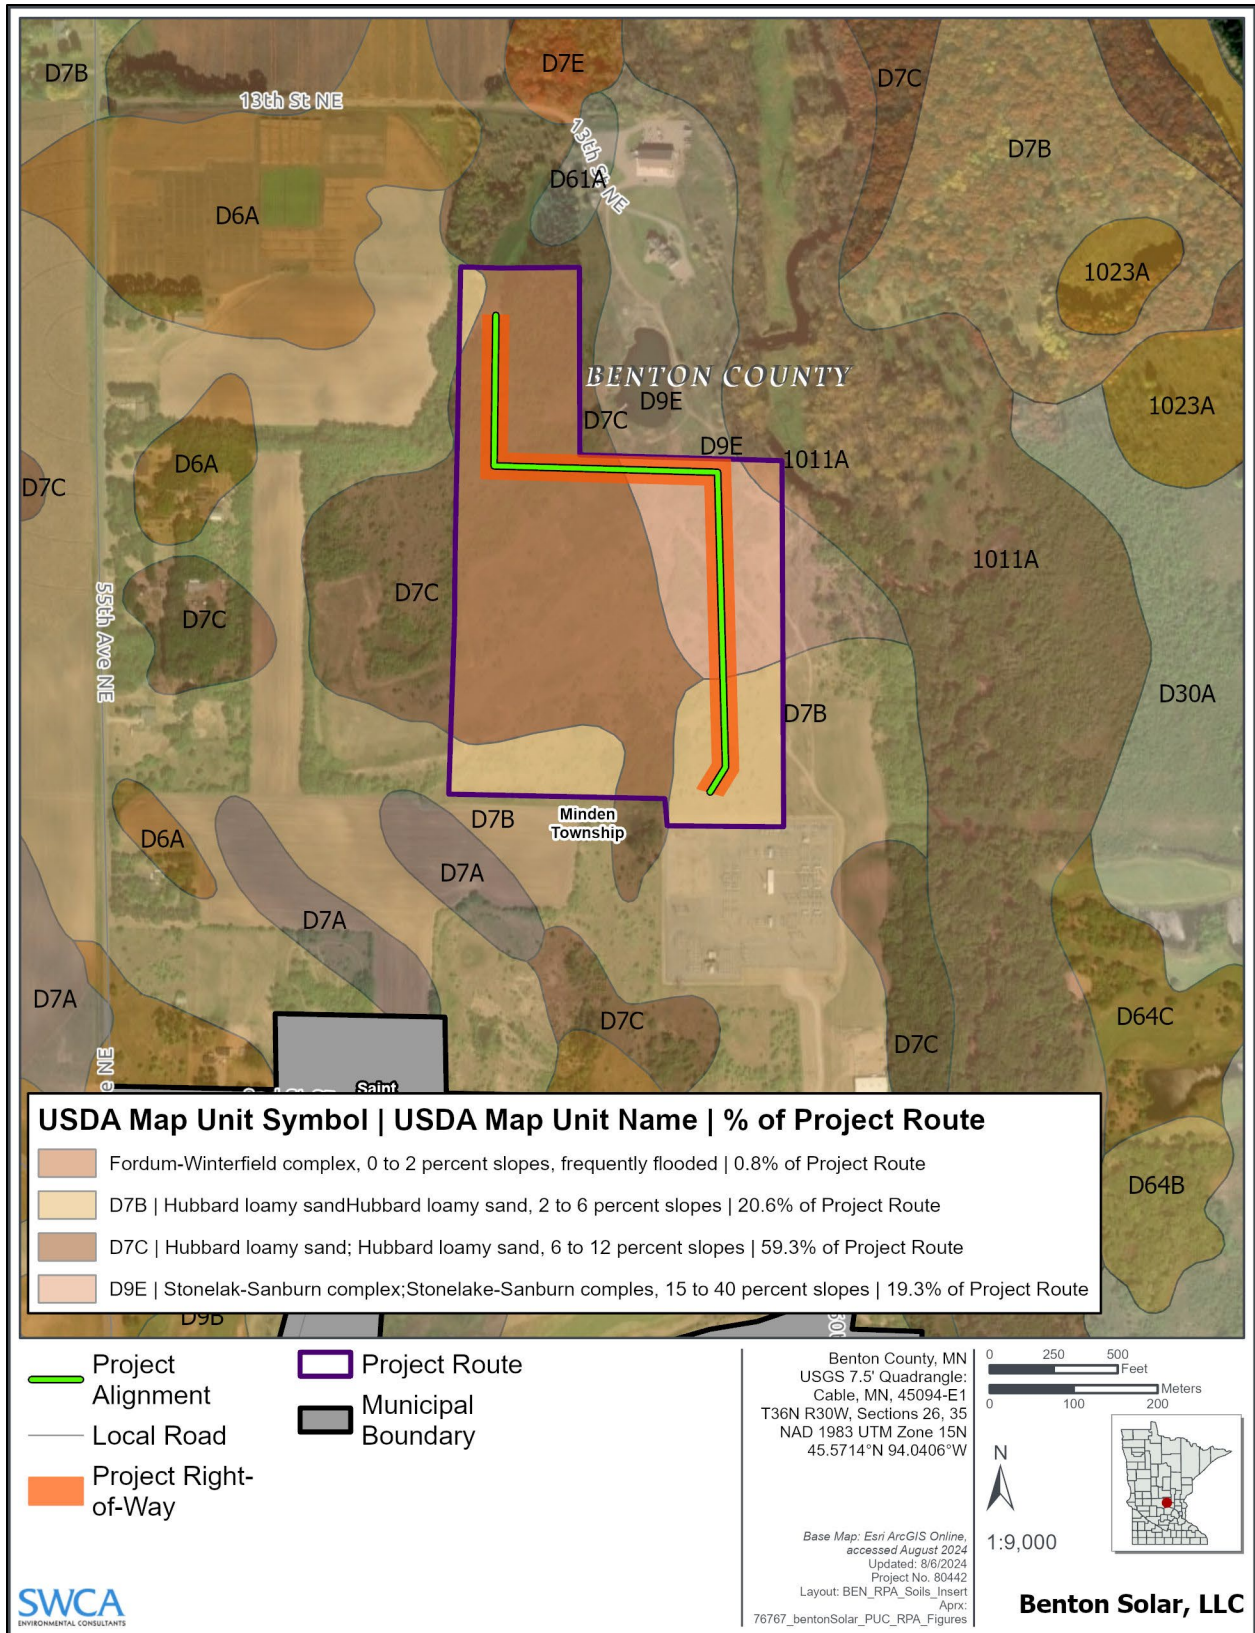 D7B
D7E
D7C
13th St NE
D7B
13th St NE
D61A
D6A
1023A
BENTON COUNTY
D9E
1023A
D7C
D9E
1011A
D6A
D7C
1011A
D7C
D7C
55th Ave NE
D30A
D7B
D7B
Minden
Township
D6A
D7A
D7A
D7A
D7C
D64C
D7C
e NE
Saint
USDA Map Unit Symbol | USDA Map Unit Name | % of Project Route
Fordum-Winterfield complex, 0 to 2 percent slopes, frequently flooded | 0.8% of Project Route
D7B | Hubbard loamy sandHubbard loamy sand, 2 to 6 percent slopes | 20.6% of Project Route
D7C | Hubbard loamy sand; Hubbard loamy sand, 6 to 12 percent slopes | 59.3% of Project Route
D9E | Stonelak-Sanburn complex;Stonelake-Sanburn comples, 15 to 40 percent slopes | 19.3% of Project Route
D64B
D9B
Project
Alignment
Local Road
Project Right-
of-Way
Project Route
Municipal
Boundary
Benton County, MN
USGS 7.5' Quadrangle:
Cable, MN, 45094-E1
T36N R30W, Sections 26, 35
NAD 1983 UTM Zone 15N
45.5714°N 94.0406°W
Base Map: Esri ArcGIS Online,
accessed August 2024
Updated: 8/6/2024
Project No. 80442
Layout: BEN_RPA_Soils_Insert
Aprx:
76767_bentonSolar_PUC_RPA_Figures
0 250 500
Feet
Meters
0 100 200
N
1:9,000
SWCA
ENVIRONMENTAL CONSULTANTS
Benton Solar, LLC